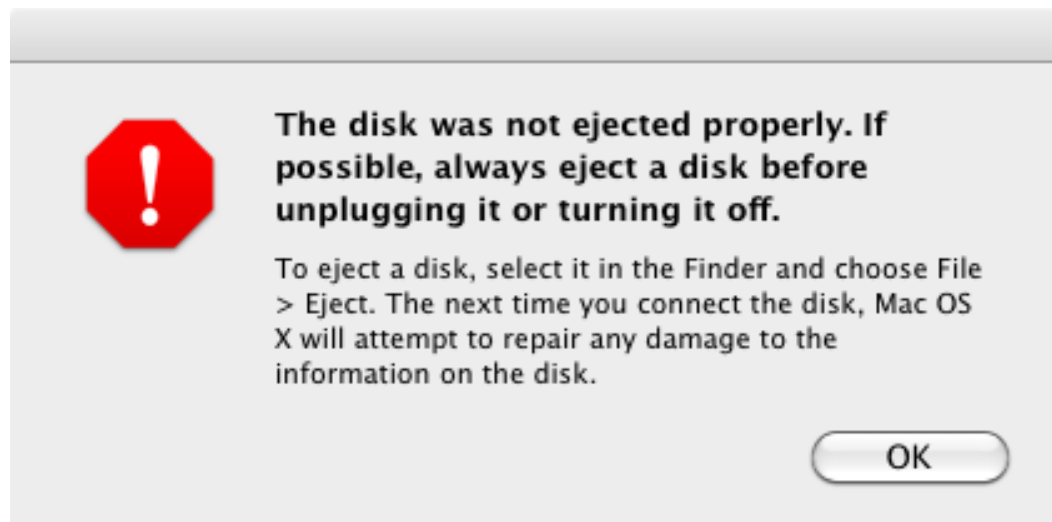 The disk was not ejected properly. If
possible, always eject a disk before
unplugging it or turning it off.
To eject a disk, select it in the Finder and choose File
> Eject. The next time you connect the disk, Mac OS
X will attempt to repair any damage to the
information on the disk.
OK